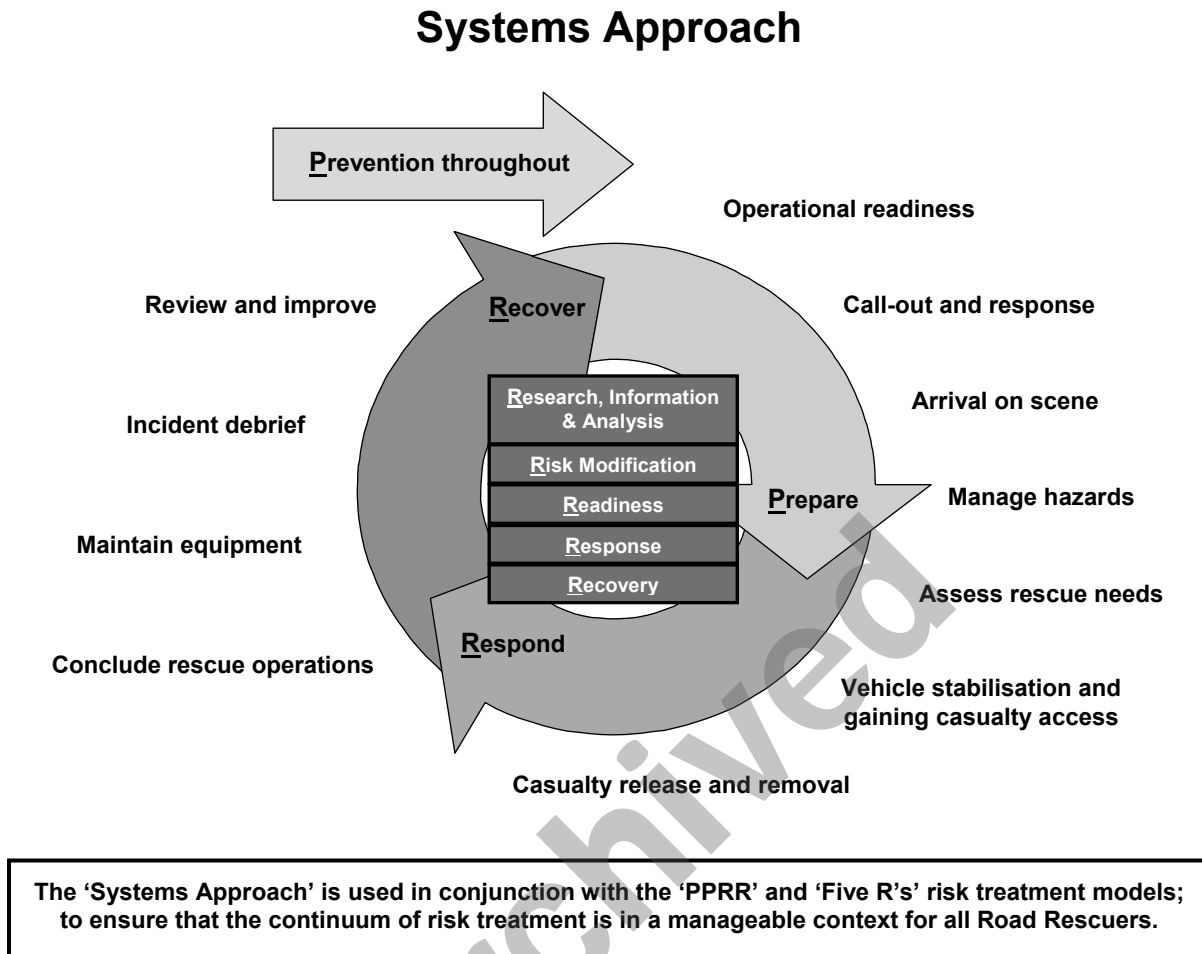 Systems Approach
Prevention throughout
Operational readiness
Review and improve
Recover
Call-out and response
Research, Information
& Analysis
Arrival on scene
Incident debrief
Risk Modification
Prepare
Manage hazards
Readiness
Maintain equipment
Response
Recovery
Assess rescue needs
Respond
Conclude rescue operations
Vehicle stabilisation and
gaining casualty access
Casualty release and removal
The ‘Systems Approach’ is used in conjunction with the ‘PPRR’ and ‘Five R’s’ risk treatment models;
to ensure that the continuum of risk treatment is in a manageable context for all Road Rescuers.
rchived